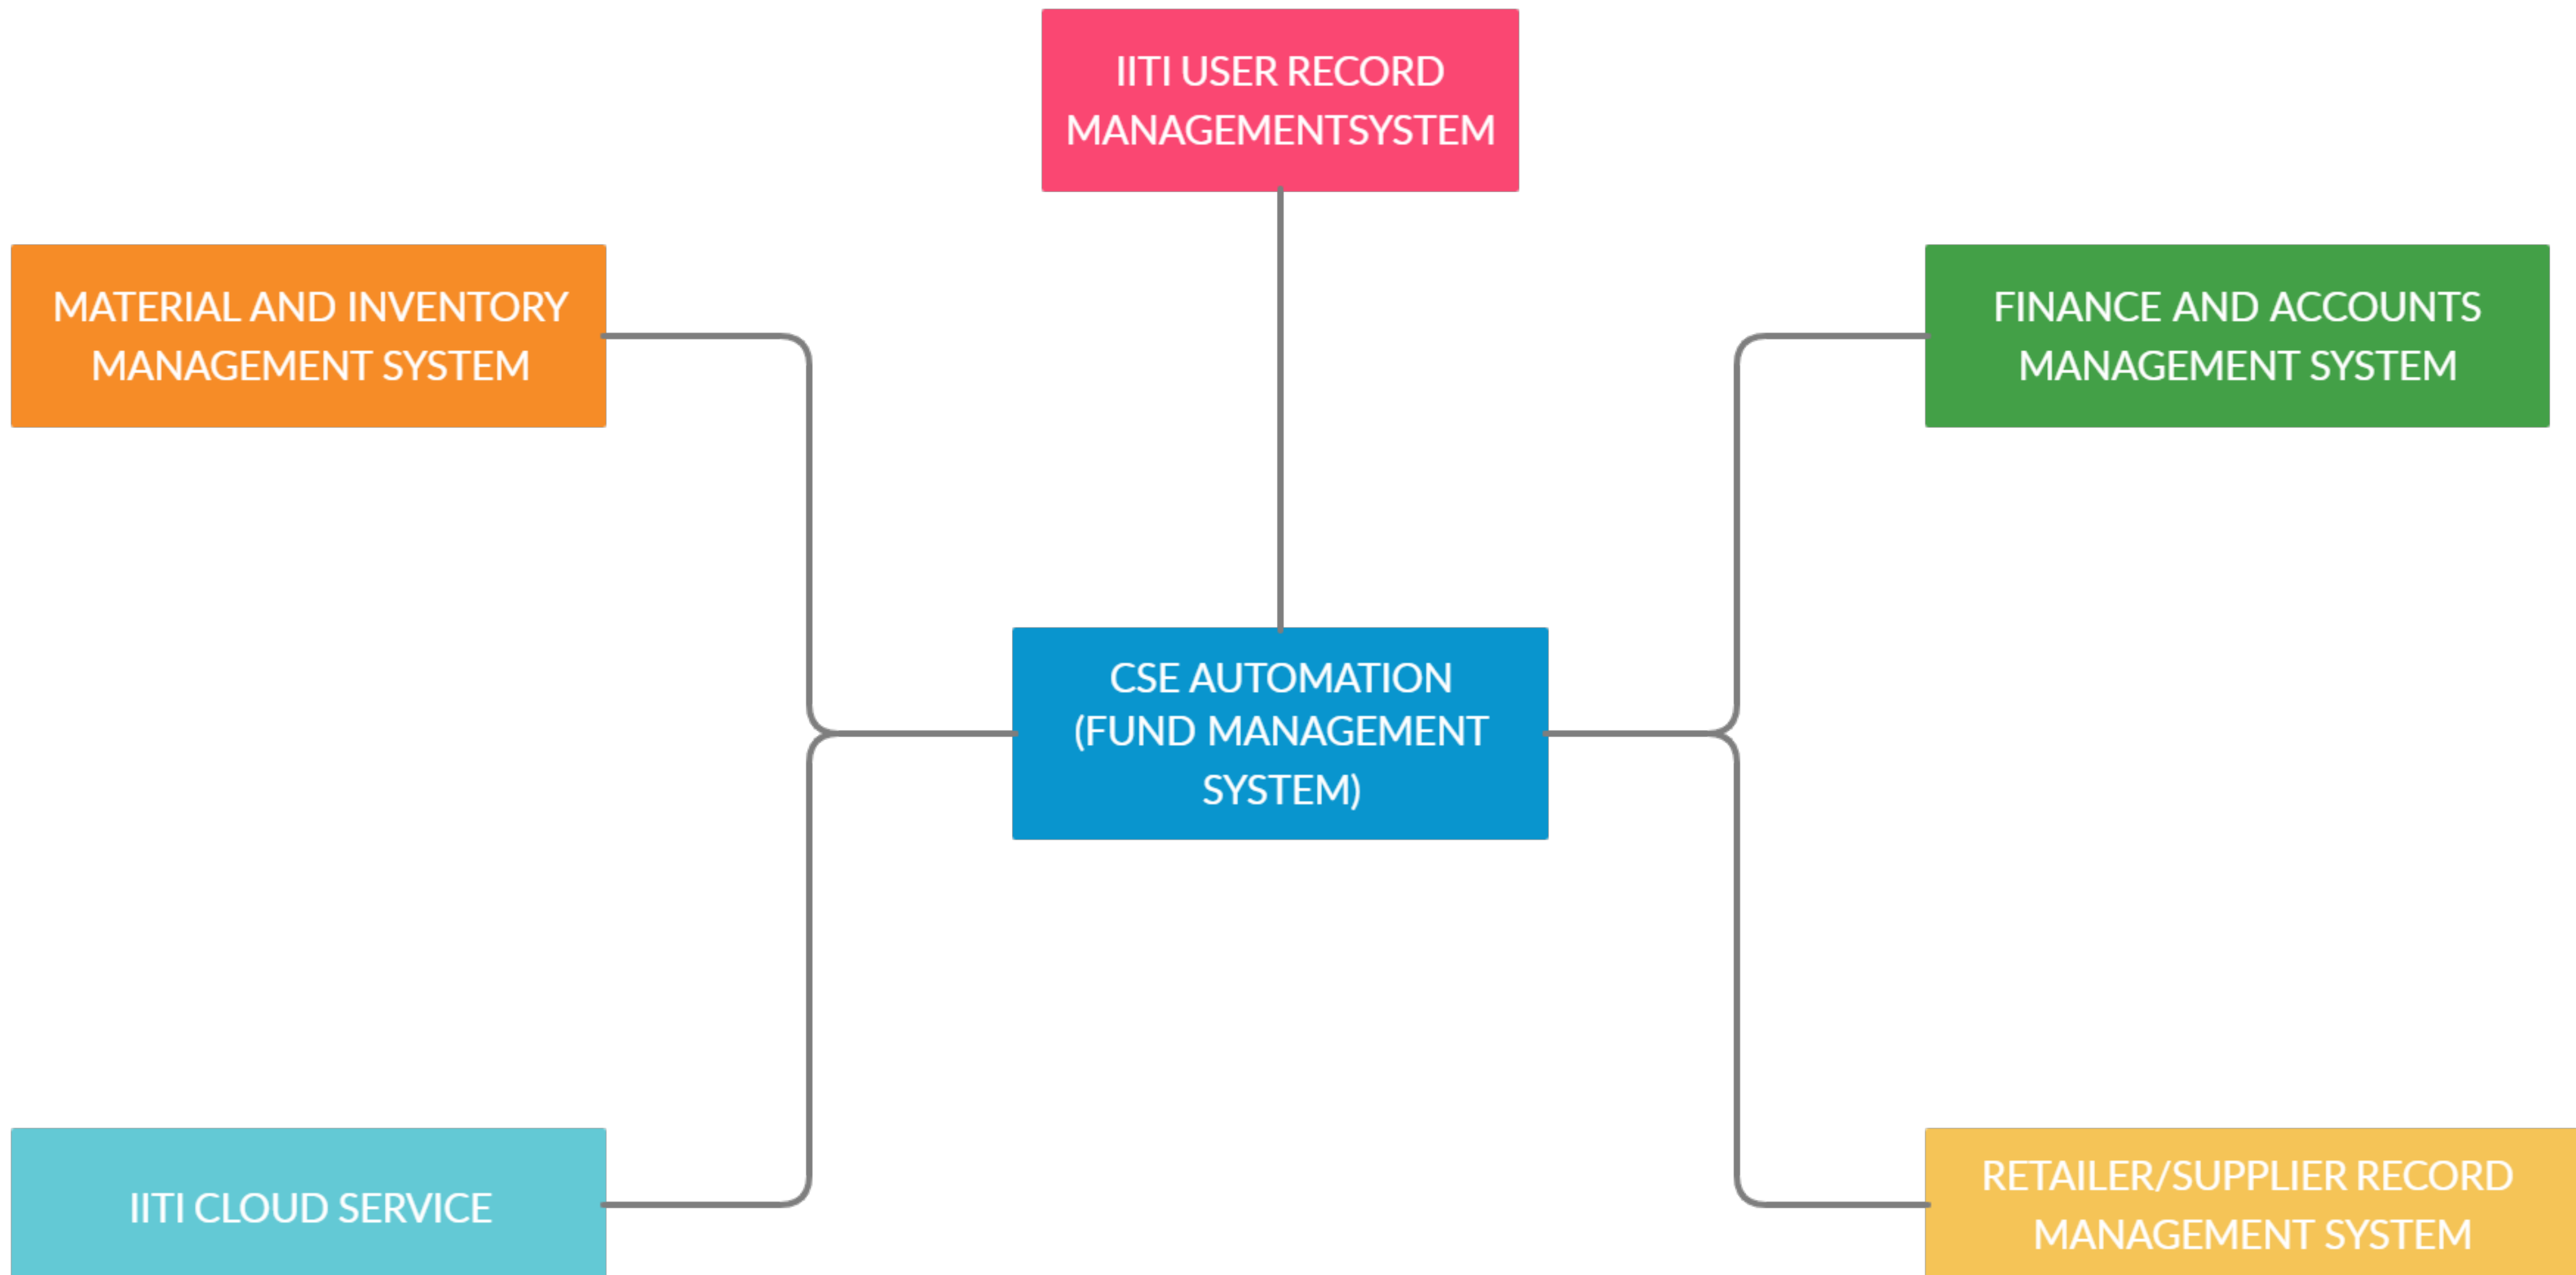 IITI USER RECORD
MANAGEMENTSYSTEM
MATERIAL AND INVENTORY
MANAGEMENT SYSTEM
FINANCE AND ACCOUNTS
MANAGEMENT SYSTEM
CSE AUTOMATION
(FUND MANAGEMENT
SYSTEM)
IITI CLOUD SERVICE
RETAILER/SUPPLIER RECORD
MANAGEMENT SYSTEM